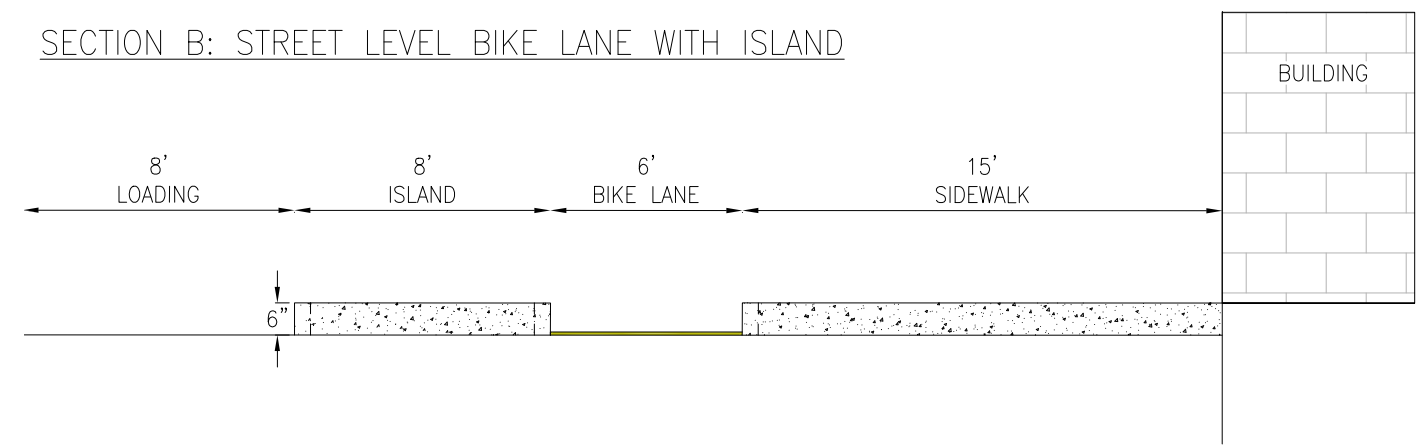 SECTION B: STREET LEVEL BIKE LANE WITH ISLAND
BUILDING
8' 8' 6' 15'
LOADING ISLAND BIKE LANE SIDEWALK
6"